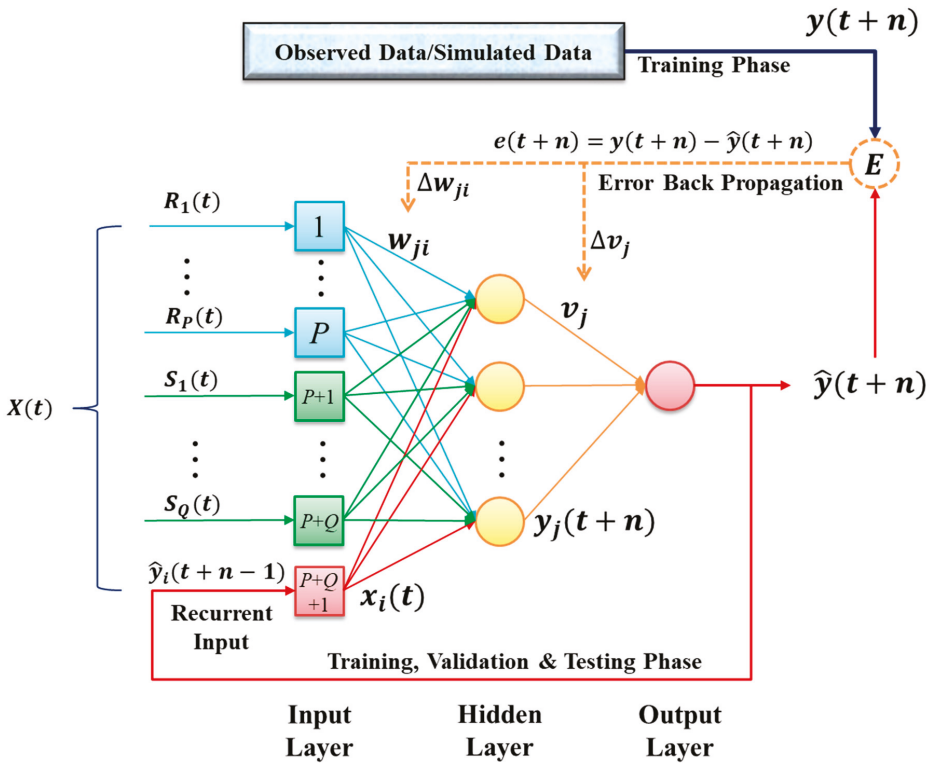 y(t + n)
Observed Data/Simulated Data
Training Phase
e(t + n) = y(t + n) − ŷ(t + n)
E
Δw_ji
Error Back Propagation
R_1(t)
1
w_ji
Δv_j
⋮ ⋮
v_j
R_P(t)
P
S_1(t)
P+1
ŷ(t + n)
X(t)
⋮ ⋮ ⋮
S_Q(t)
P+Q
y_j(t + n)
ŷ_i(t + n − 1)
P+Q
+1
x_i(t)
Recurrent
Input
Training, Validation & Testing Phase
Input
Layer
Hidden
Layer
Output
Layer